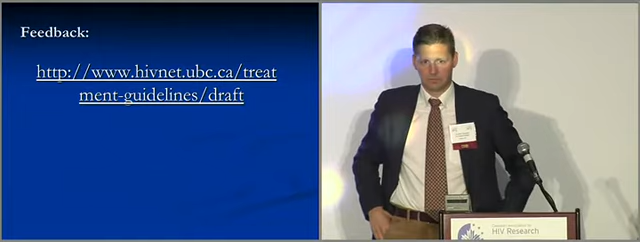 Feedback:
http://www.hivnet.ubc.ca/treat
ment-guidelines/draft
HIV Research